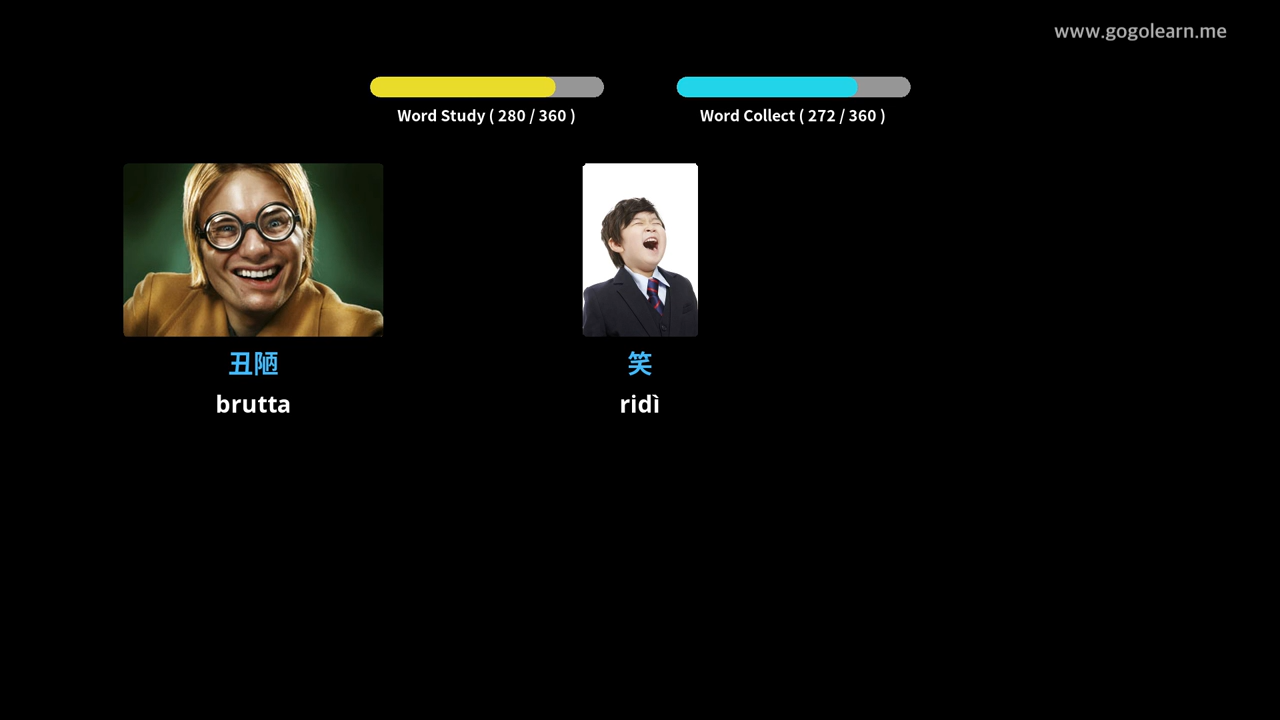 www.gogolearn.me
Word Study ( 280 / 360 )
Word Collect ( 272 / 360 )
丑陋
brutta
笑
ridì